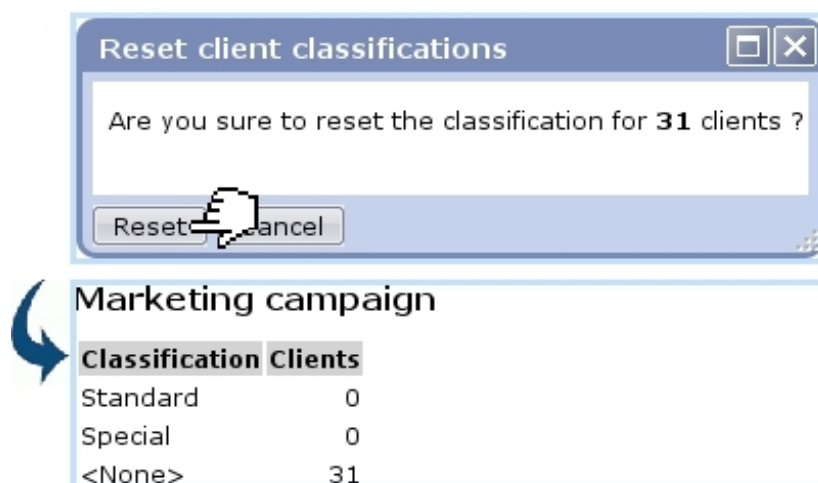 Reset client classifications
Are you sure to reset the classification for 31 clients ?
Reset Cancel
Marketing campaign
Classification Clients
Standard 0
Special 0
<None> 31